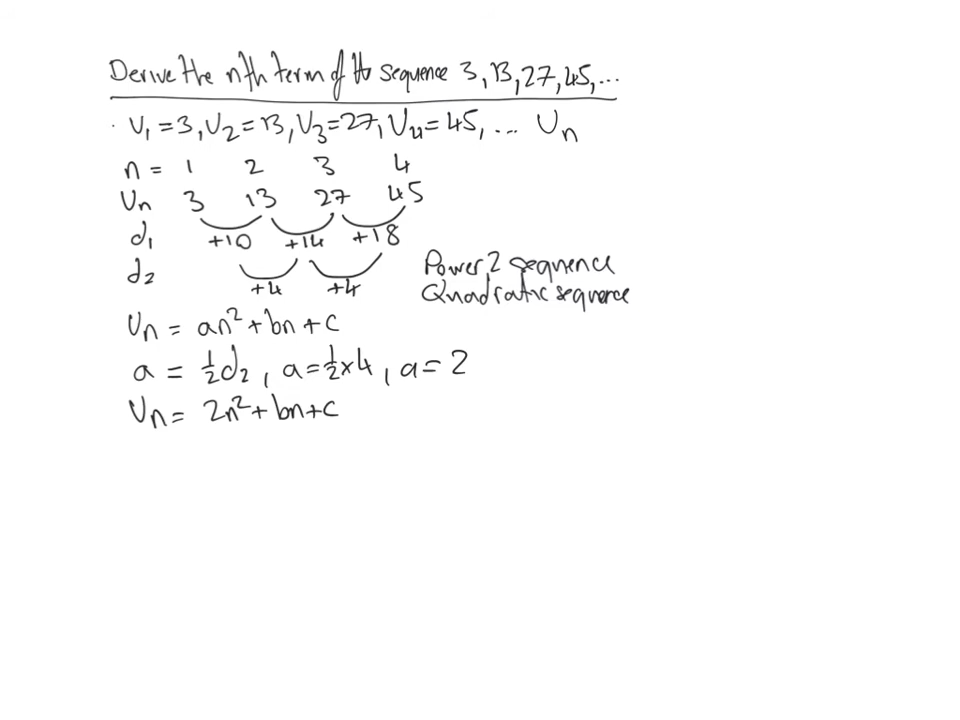 Derive the nth term of the sequence 3, 13, 27, 45, ...
U₁ = 3, U₂ = 13, U₃ = 27, U₄ = 45, ... Uₙ
n = 1 2 3 4
Uₙ 3 13 27 45
d₁ +10 +14 +18
d₂ +4 +4
Power 2 sequence
Quadratic sequence
Uₙ = an² + bn + c
a = ½d₂, a = ½ × 4, a = 2
Uₙ = 2n² + bn + c